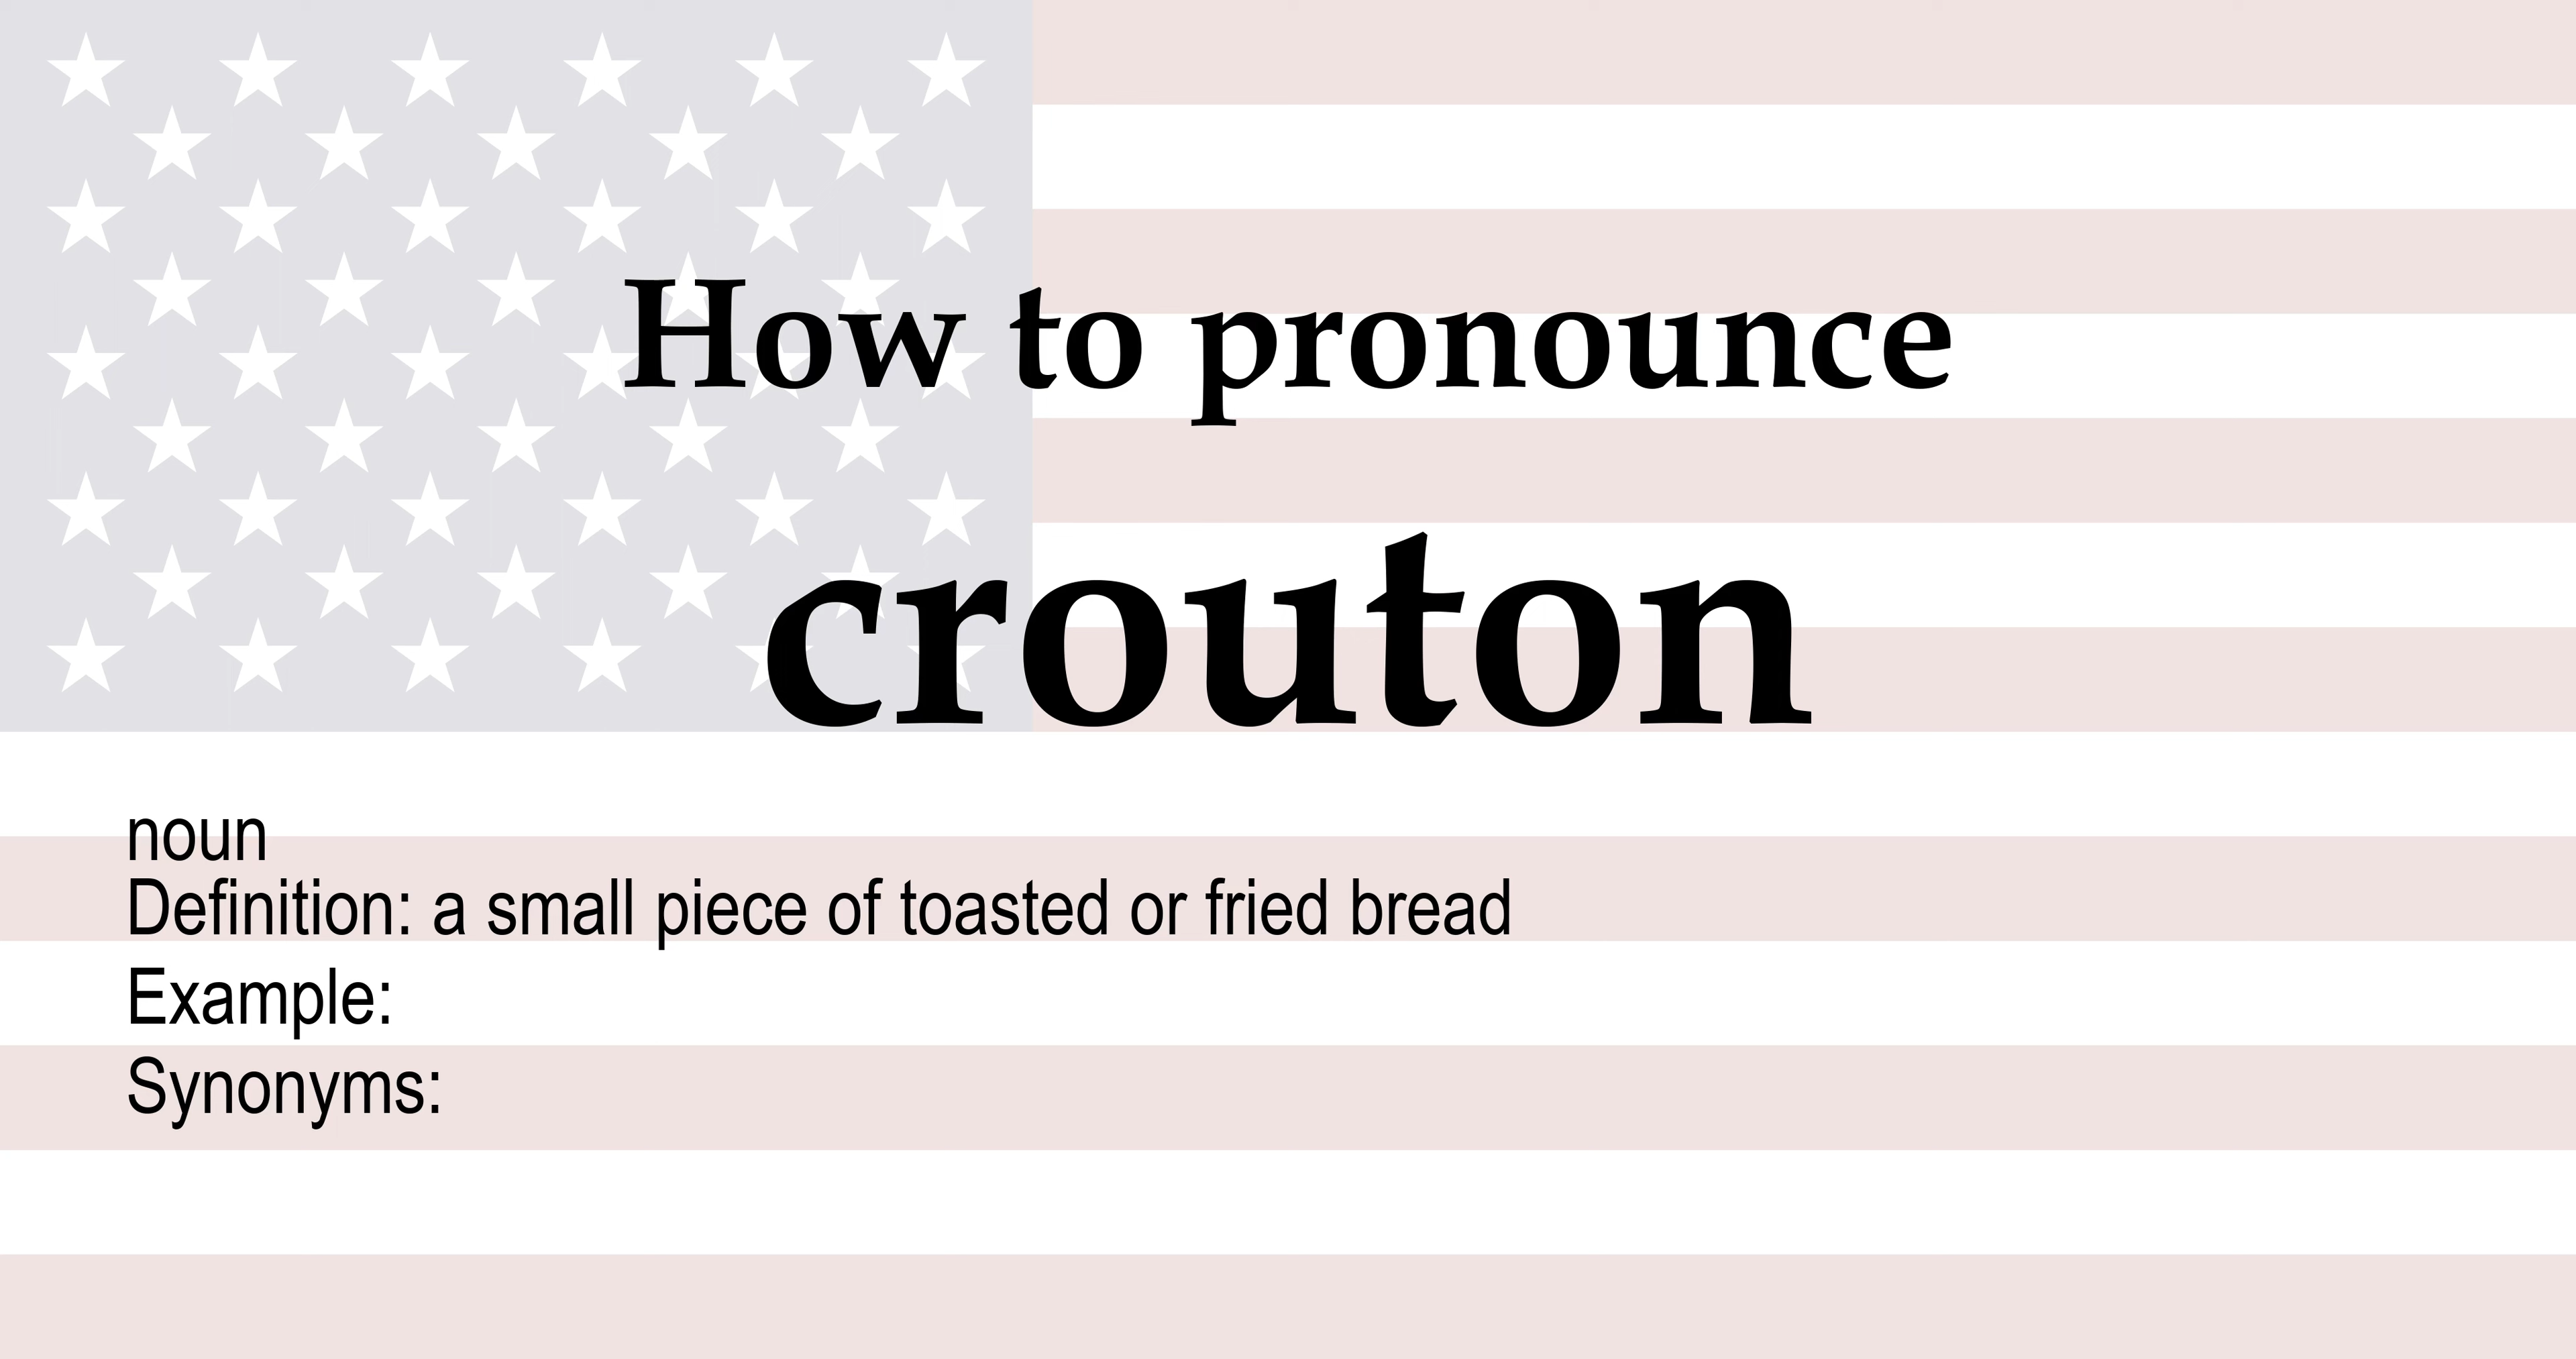 How to pronounce
crouton
noun
Definition: a small piece of toasted or fried bread
Example:
Synonyms: